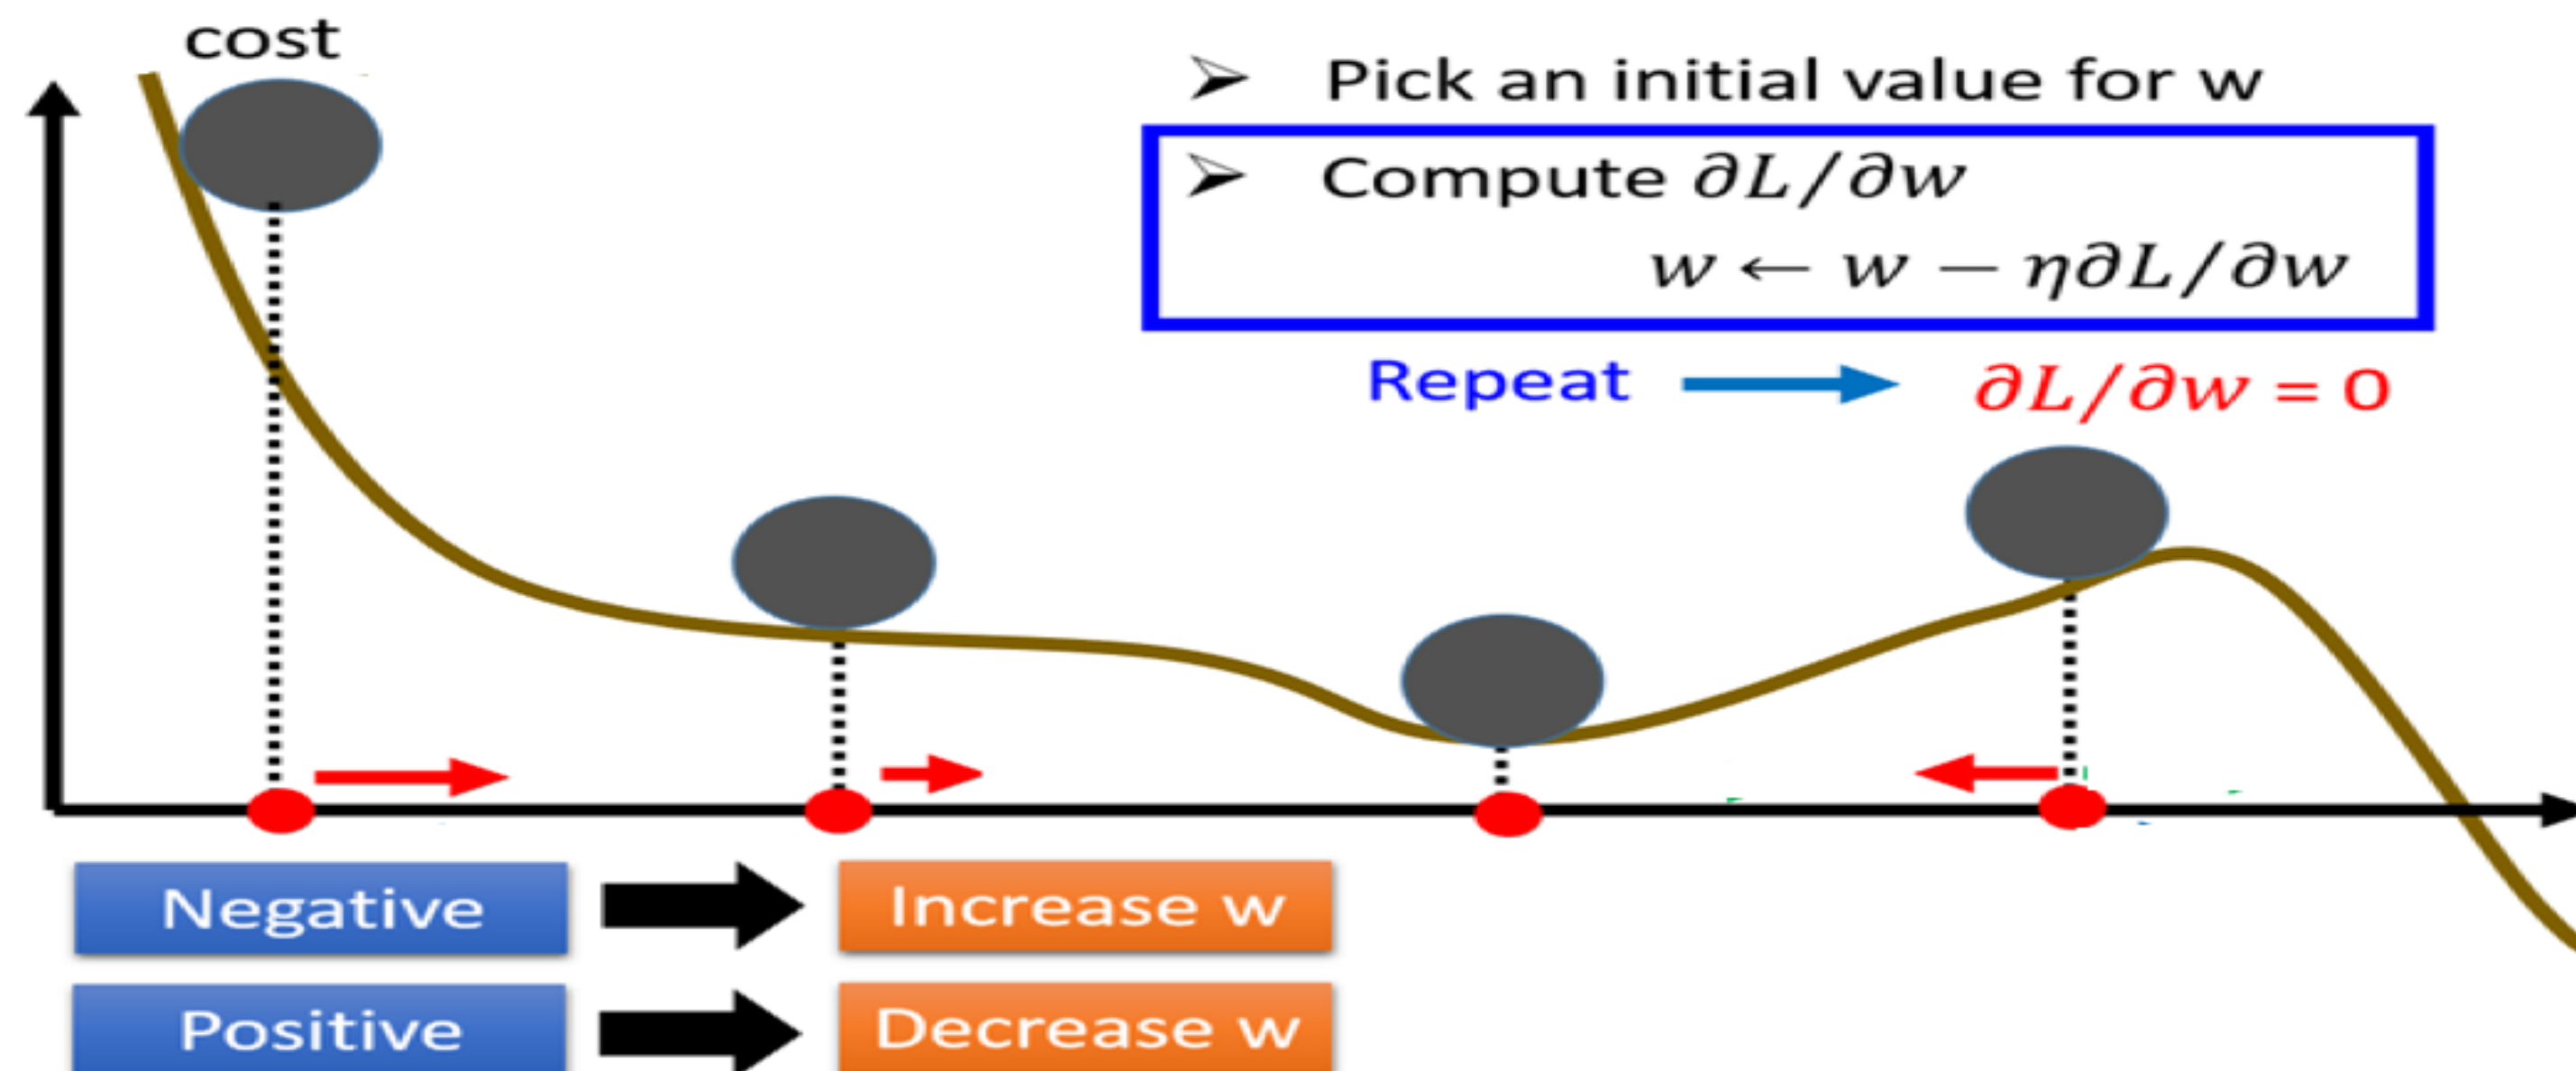 cost
➢ Pick an initial value for w
➢ Compute 𝜕𝐿/𝜕𝑤
𝑤 ← 𝑤 − 𝜂𝜕𝐿/𝜕𝑤
Repeat
𝜕𝐿/𝜕𝑤 = 0
Negative
Increase w
Positive
Decrease w